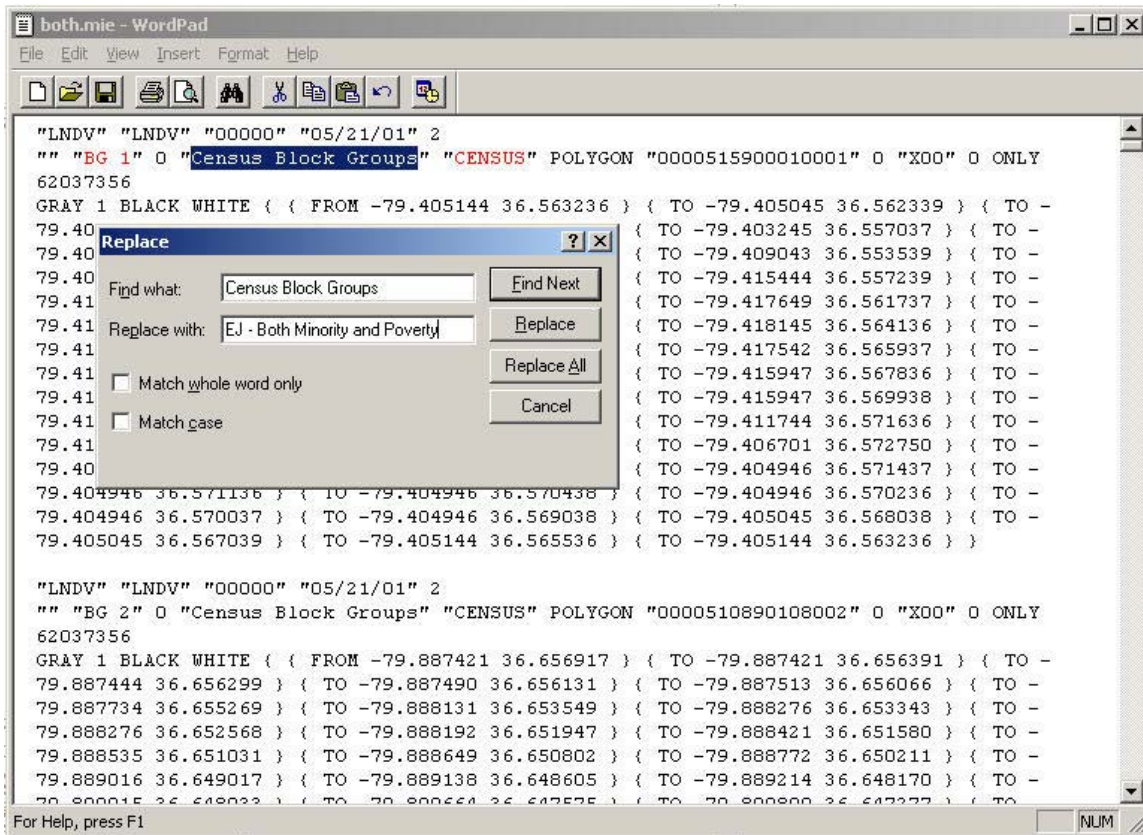 both.mie - WordPad
File Edit View Insert Format Help
"LNDV" "LNDV" "00000" "05/21/01" 2
"" "BG 1" 0 "Census Block Groups" "CENSUS" POLYGON "0000515900010001" 0 "X00" 0 ONLY
62037356
GRAY 1 BLACK WHITE { { FROM -79.405144 36.563236 } { TO -79.405045 36.562339 } { TO -
79.40 { TO -79.403245 36.557037 } { TO -
79.40 { TO -79.409043 36.553539 } { TO -
79.40 { TO -79.415444 36.557239 } { TO -
79.41 { TO -79.417649 36.561737 } { TO -
79.41 { TO -79.418145 36.564136 } { TO -
79.41 { TO -79.417542 36.565937 } { TO -
79.41 { TO -79.415947 36.567836 } { TO -
79.41 { TO -79.415947 36.569938 } { TO -
79.41 { TO -79.411744 36.571636 } { TO -
79.41 { TO -79.406701 36.572750 } { TO -
79.40 { TO -79.404946 36.571437 } { TO -
79.404946 36.571136 } { TO -79.404946 36.570438 } { TO -79.404946 36.570236 } { TO -
79.404946 36.570037 } { TO -79.404946 36.569038 } { TO -79.405045 36.568038 } { TO -
79.405045 36.567039 } { TO -79.405144 36.565536 } { TO -79.405144 36.563236 } }
Replace
Find what: Census Block Groups Find Next
Replace with: EJ - Both Minority and Poverty Replace
Replace All
Match whole word only
Cancel
Match case
"LNDV" "LNDV" "00000" "05/21/01" 2
"" "BG 2" 0 "Census Block Groups" "CENSUS" POLYGON "0000510890108002" 0 "X00" 0 ONLY
62037356
GRAY 1 BLACK WHITE { { FROM -79.887421 36.656917 } { TO -79.887421 36.656391 } { TO -
79.887444 36.656299 } { TO -79.887490 36.656131 } { TO -79.887513 36.656066 } { TO -
79.887734 36.655269 } { TO -79.888131 36.653549 } { TO -79.888276 36.653343 } { TO -
79.888276 36.652568 } { TO -79.888192 36.651947 } { TO -79.888421 36.651580 } { TO -
79.888535 36.651031 } { TO -79.888649 36.650802 } { TO -79.888772 36.650211 } { TO -
79.889016 36.649017 } { TO -79.889138 36.648605 } { TO -79.889214 36.648170 } { TO -
For Help, press F1
NUM